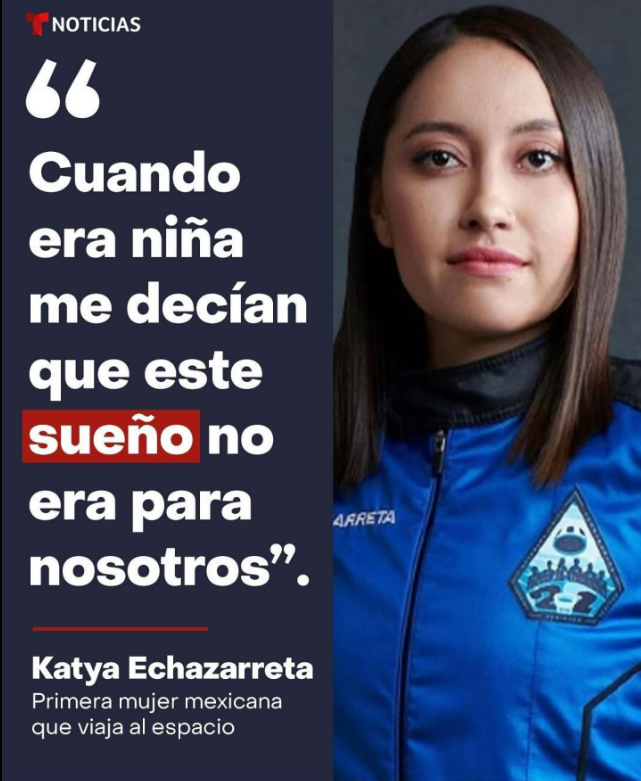 NOTICIAS
“
Cuando
era niña
me decían
que este
sueño no
era para
nosotros”.
Katya Echazarreta
Primera mujer mexicana
que viaja al espacio
ARRETA
22